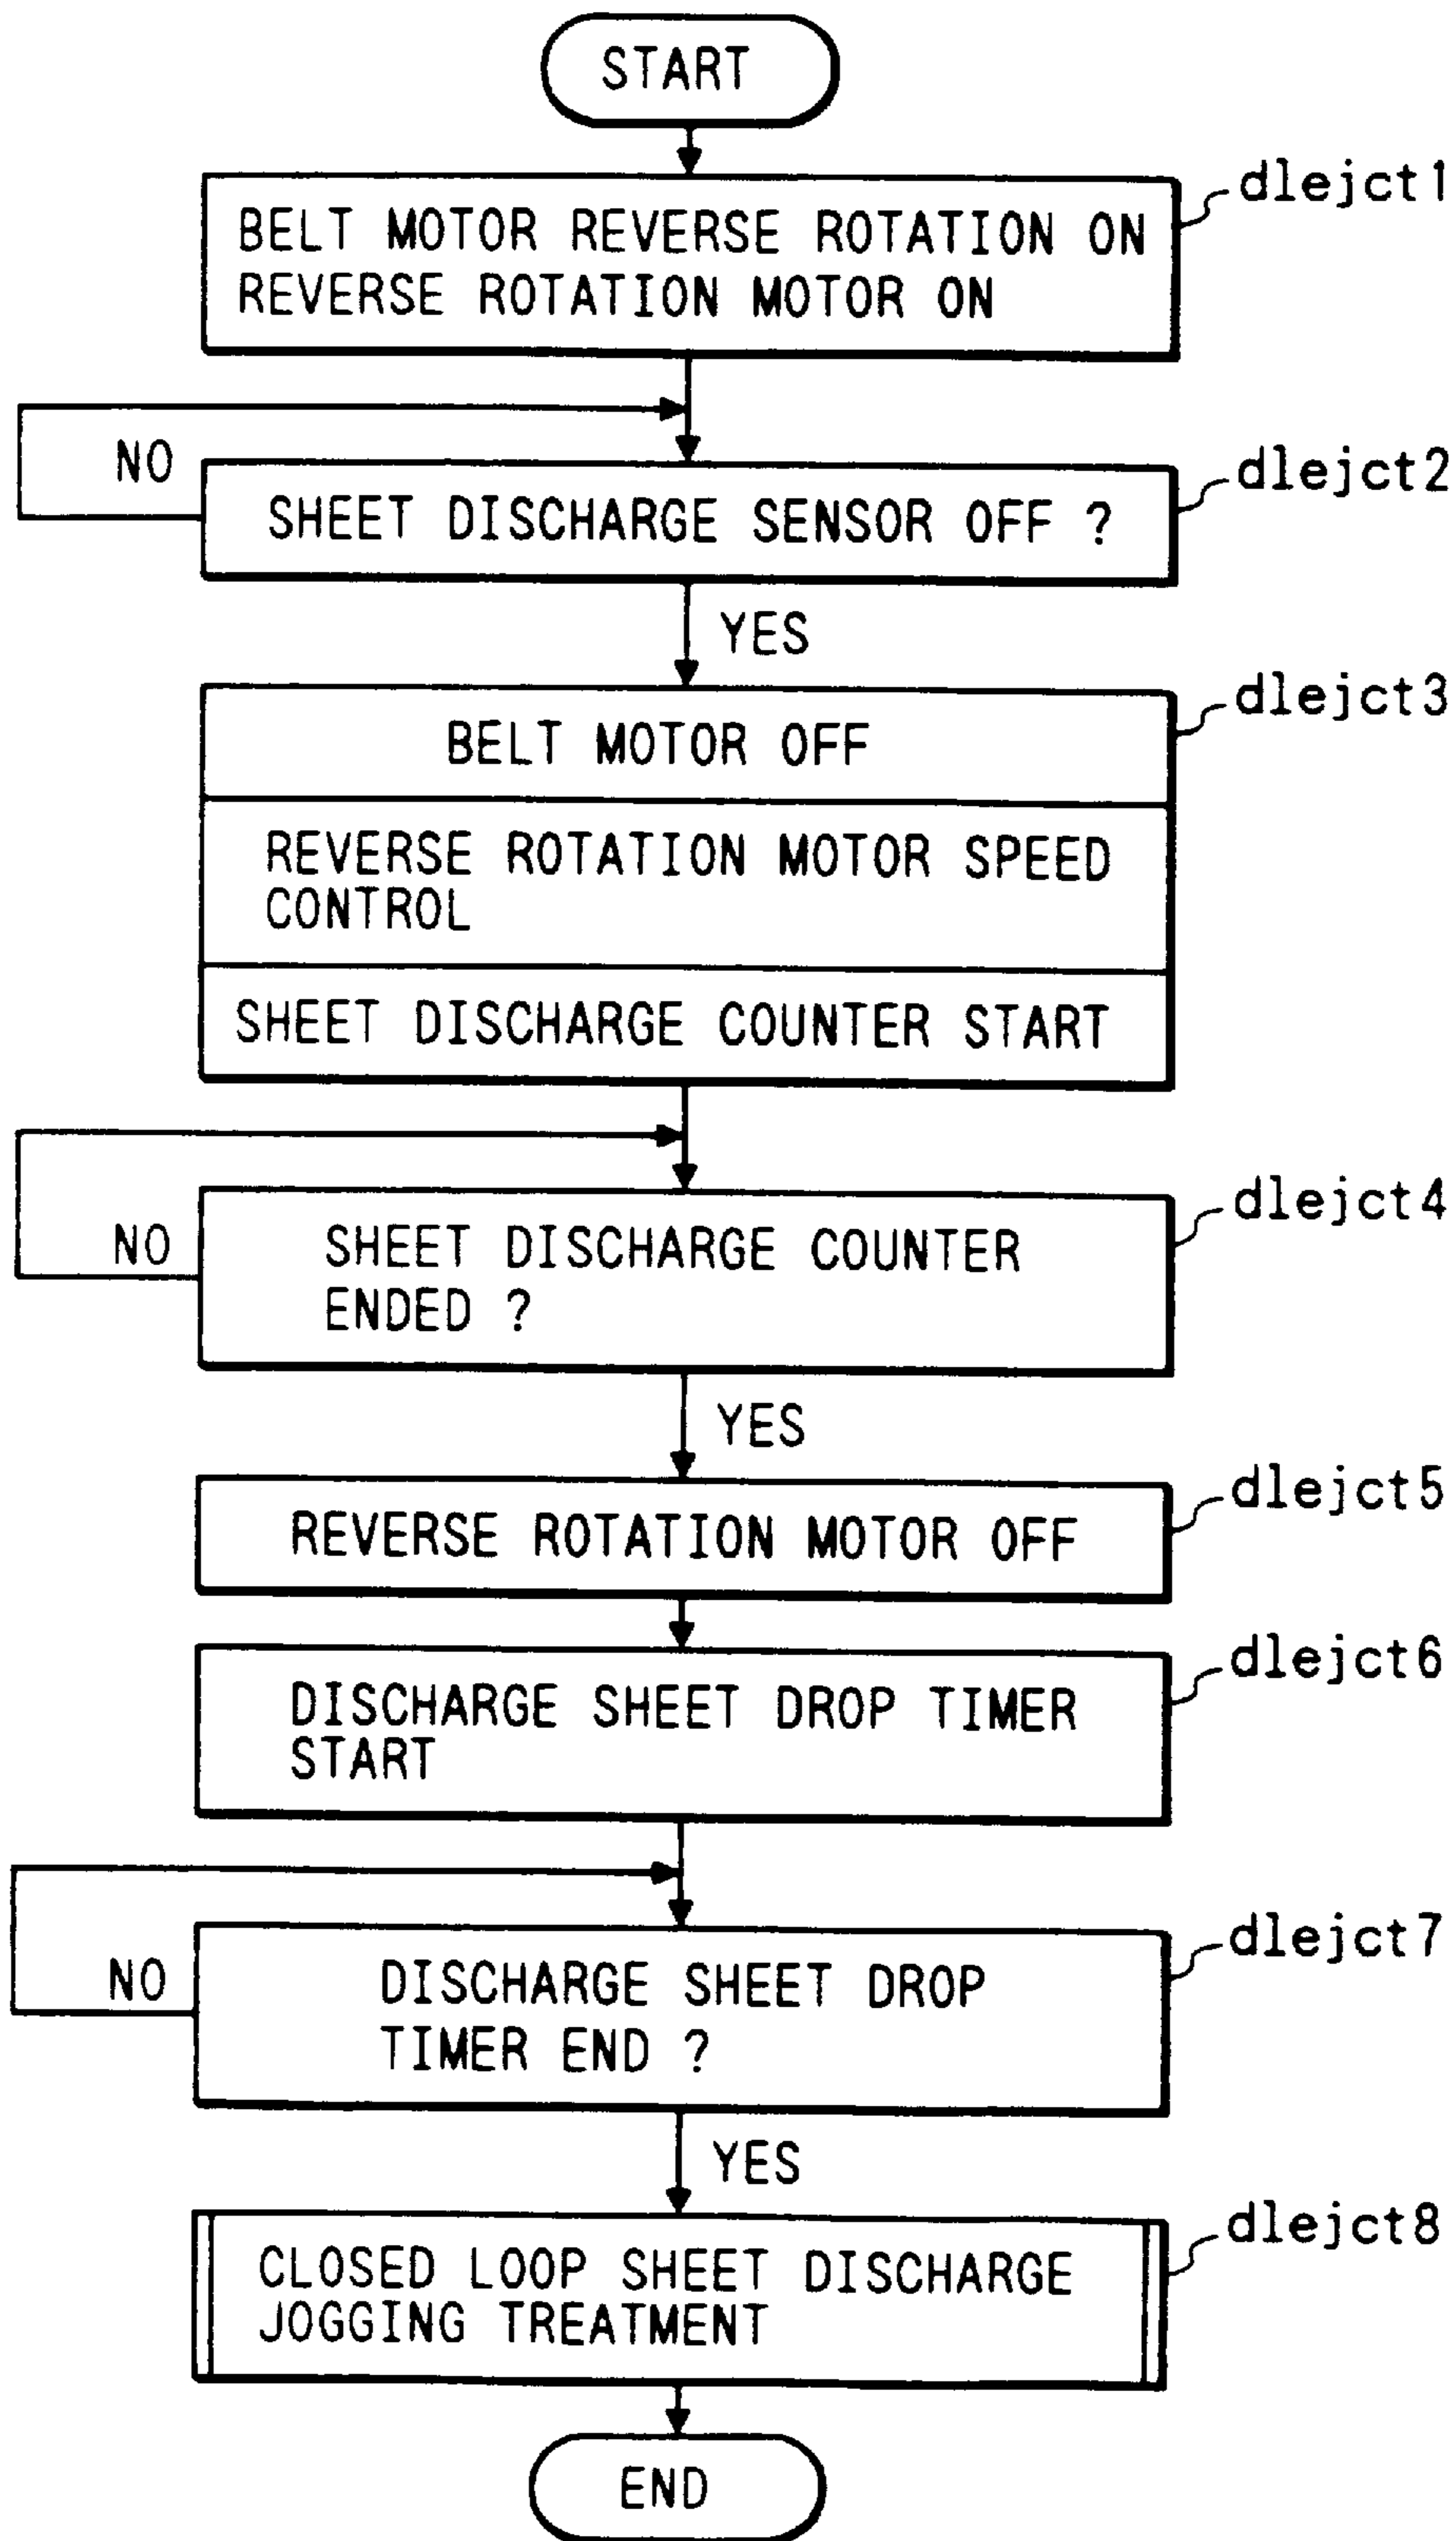 START
dlejct1
BELT MOTOR REVERSE ROTATION ON
REVERSE ROTATION MOTOR ON
NO
dlejct2
SHEET DISCHARGE SENSOR OFF ?
YES
dlejct3
BELT MOTOR OFF
REVERSE ROTATION MOTOR SPEED
CONTROL
SHEET DISCHARGE COUNTER START
dlejct4
NO
SHEET DISCHARGE COUNTER
ENDED ?
YES
dlejct5
REVERSE ROTATION MOTOR OFF
dlejct6
DISCHARGE SHEET DROP TIMER
START
dlejct7
NO
DISCHARGE SHEET DROP
TIMER END ?
YES
dlejct8
CLOSED LOOP SHEET DISCHARGE
JOGGING TREATMENT
END